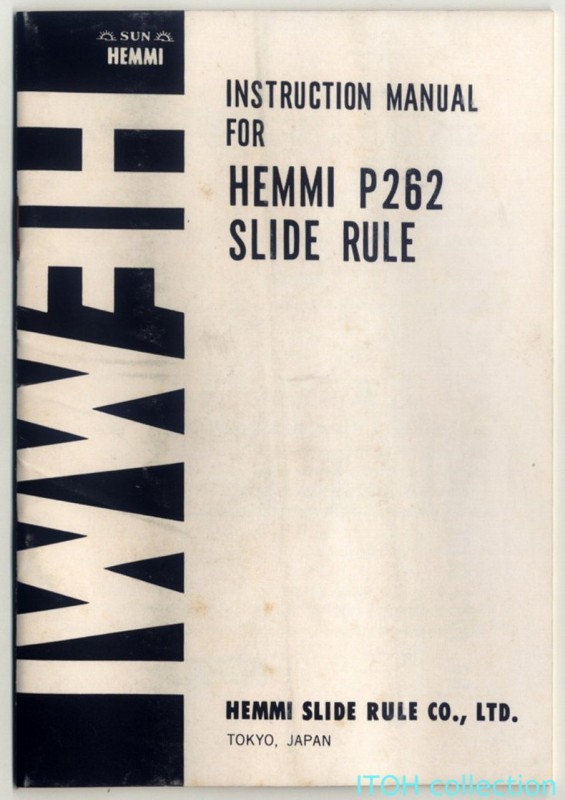 SUN
HEMMI
HEMMI
INSTRUCTION MANUAL
FOR
HEMMI P262
SLIDE RULE
HEMMI SLIDE RULE CO., LTD.
TOKYO, JAPAN
ITOH collection